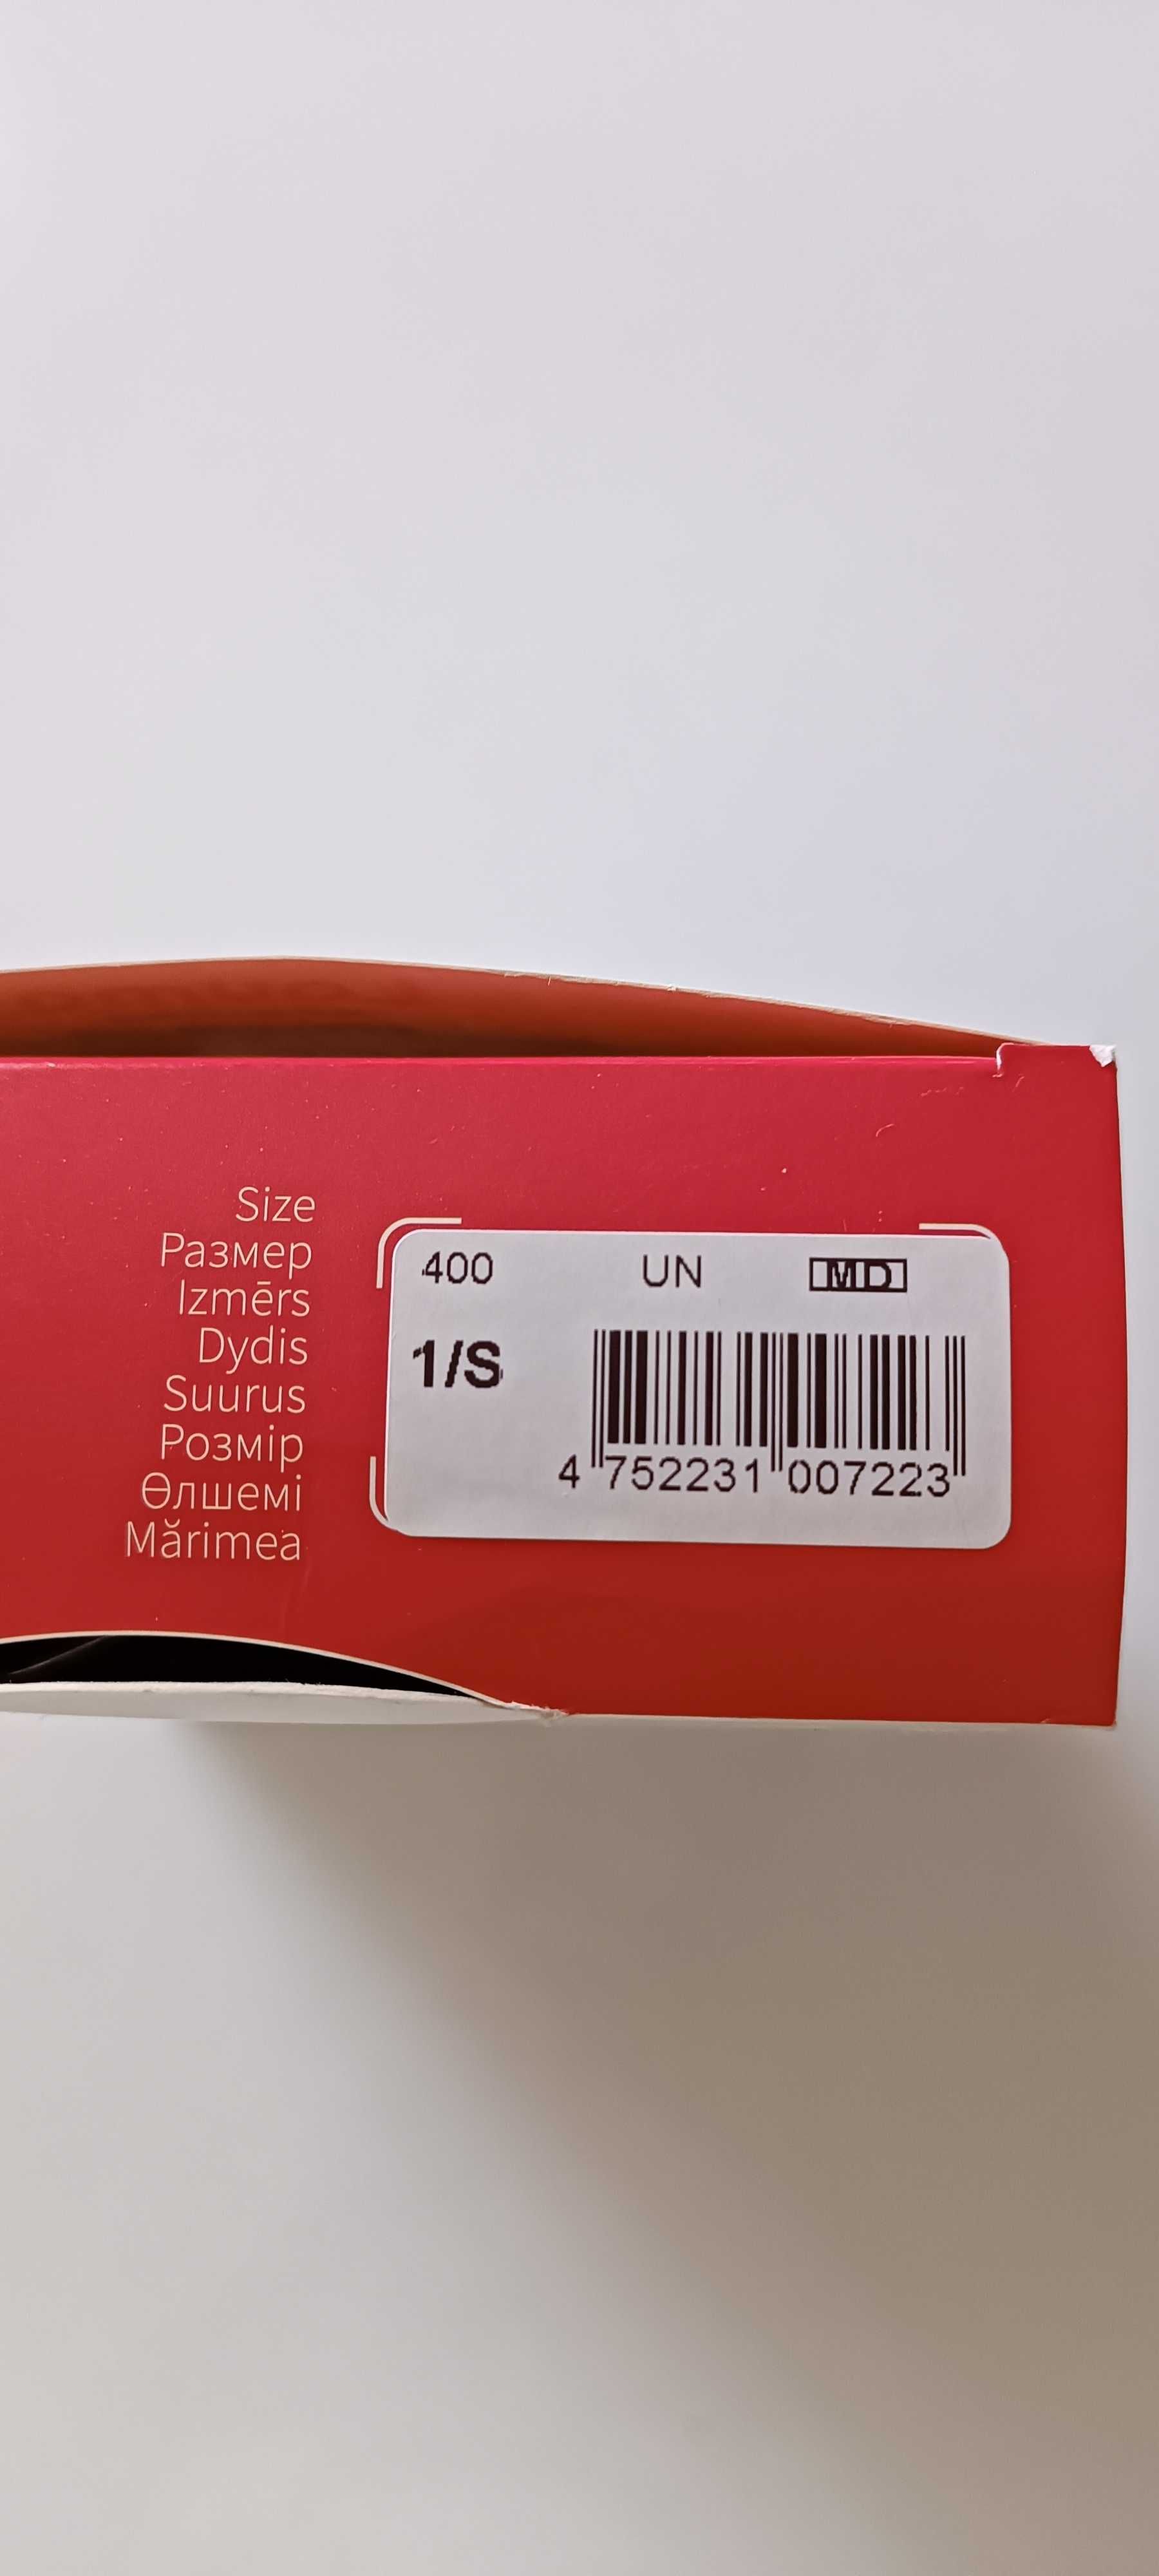 Size
Размер
Izmērs
Dydis
Suurus
Розмір
Өлшемі
Mărimea
400 UN MD
1/S
4 752231 007223